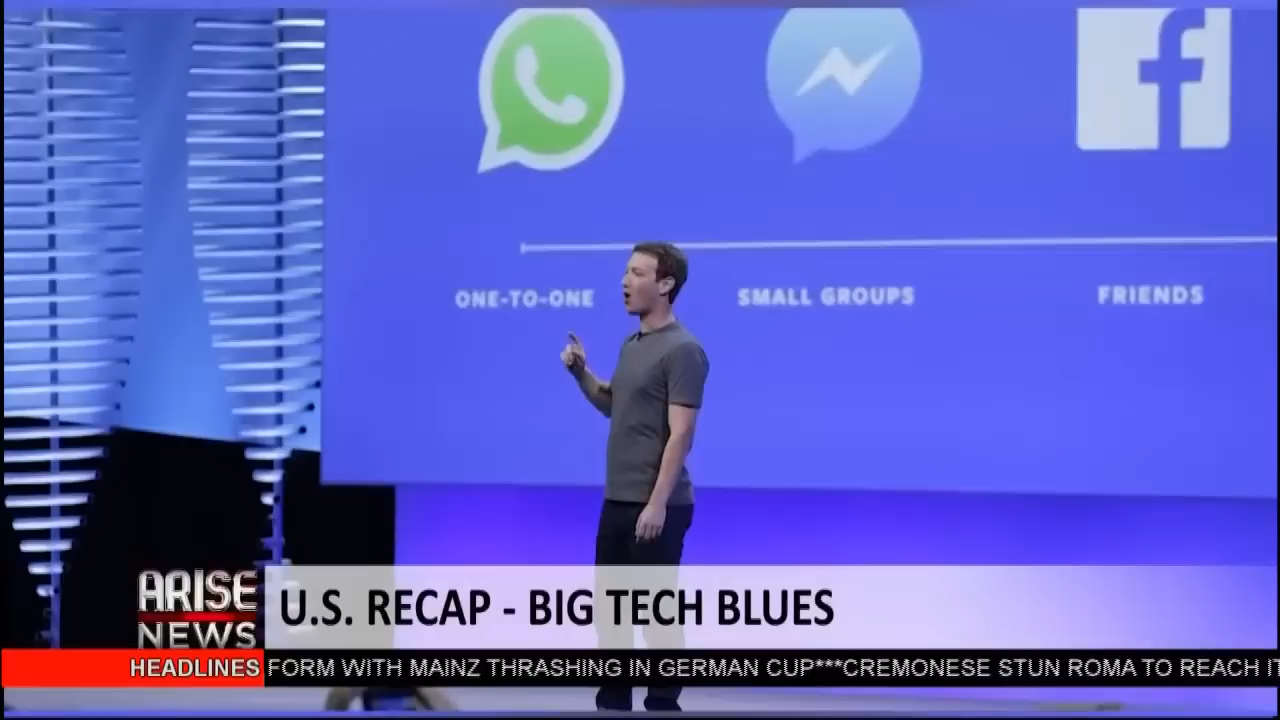 ONE-TO-ONE
SMALL GROUPS
FRIENDS
ARISE
NEWS
U.S. RECAP - BIG TECH BLUES
HEADLINES
FORM WITH MAINZ THRASHING IN GERMAN CUP***CREMONESE STUN ROMA TO REACH